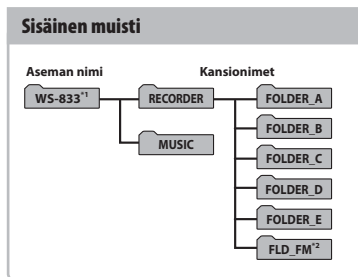 Sisäinen muisti
Aseman nimi Kansionimet
WS-833*1 RECORDER FOLDER_A
FOLDER_B
MUSIC
FOLDER_C
FOLDER_D
FOLDER_E
FLD_FM*2